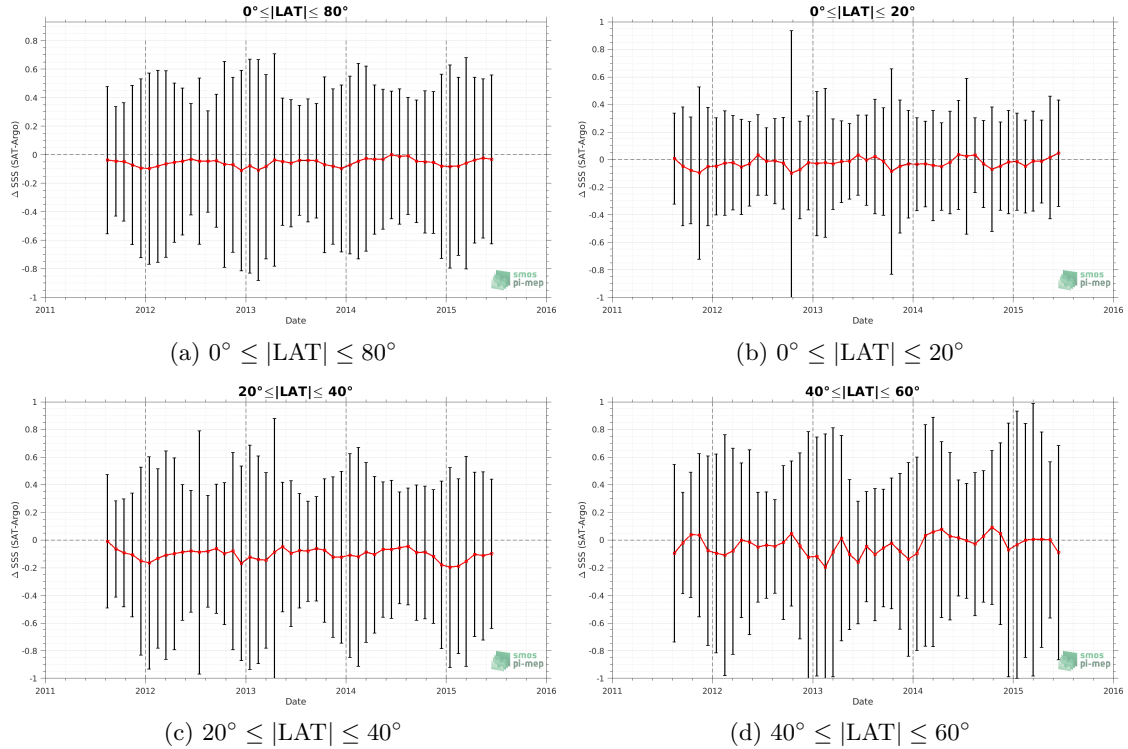 0°≤|LAT|≤ 80°
0.8
0.6
0.4
0.2
0
-0.2
-0.4
-0.6
-0.8
-1
Δ SSS (SAT-Argo)
2011 2012 2013 2014 2015 2016
Date
smos
pi-mep
(a) 0° ≤ |LAT| ≤ 80°
0°≤|LAT|≤ 20°
1
0.8
0.6
0.4
0.2
0
-0.2
-0.4
-0.6
-0.8
-1
Δ SSS (SAT-Argo)
2011 2012 2013 2014 2015 2016
Date
smos
pi-mep
(b) 0° ≤ |LAT| ≤ 20°
20°≤|LAT|≤ 40°
1
0.8
0.6
0.4
0.2
0
-0.2
-0.4
-0.6
-0.8
-1
Δ SSS (SAT-Argo)
2011 2012 2013 2014 2015 2016
Date
smos
pi-mep
(c) 20° ≤ |LAT| ≤ 40°
40°≤|LAT|≤ 60°
1
0.8
0.6
0.4
0.2
0
-0.2
-0.4
-0.6
-0.8
-1
Δ SSS (SAT-Argo)
2011 2012 2013 2014 2015 2016
Date
smos
pi-mep
(d) 40° ≤ |LAT| ≤ 60°